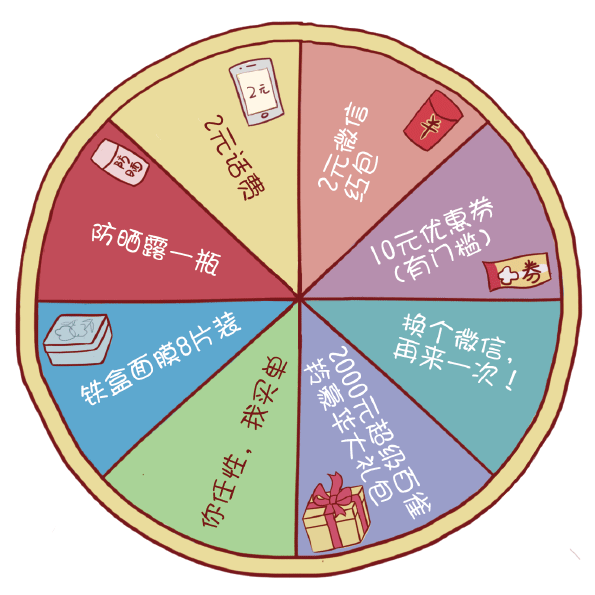 2元
2元话费
2元微信
红包
10元优惠券
(有门槛)
券
换个微信，
再来一次！
2000元超级百雀
羚豪华大礼包
你任性，我买单
铁盒面膜8片装
防晒露一瓶
防
晒